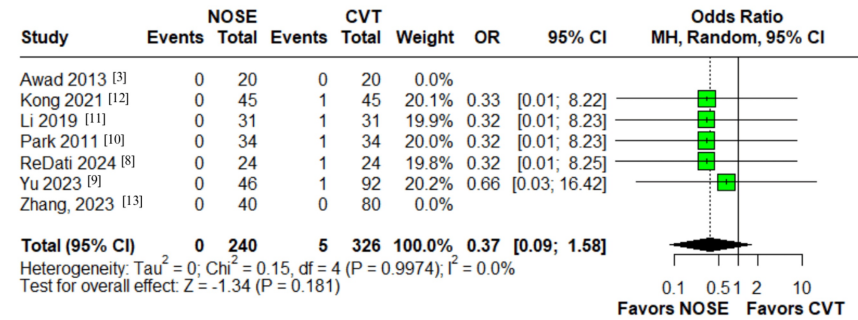 NOSE CVT Odds Ratio
Study Events Total Events Total Weight OR 95% CI MH, Random, 95% CI
Awad 2013 [3] 0 20 0 20 0.0%
Kong 2021 [12] 0 45 1 45 20.1% 0.33 [0.01; 8.22]
Li 2019 [11] 0 31 1 31 19.9% 0.32 [0.01; 8.23]
Park 2011 [10] 0 34 1 34 20.0% 0.32 [0.01; 8.23]
ReDati 2024 [8] 0 24 1 24 19.8% 0.32 [0.01; 8.25]
Yu 2023 [9] 0 46 1 92 20.2% 0.66 [0.03; 16.42]
Zhang, 2023 [13] 0 40 0 80 0.0%
Total (95% CI) 0 240 5 326 100.0% 0.37 [0.09; 1.58]
Heterogeneity: Tau² = 0; Chi² = 0.15, df = 4 (P = 0.9974); I² = 0.0%
Test for overall effect: Z = -1.34 (P = 0.181)
0.1 0.5 1 2 10
Favors NOSE Favors CVT